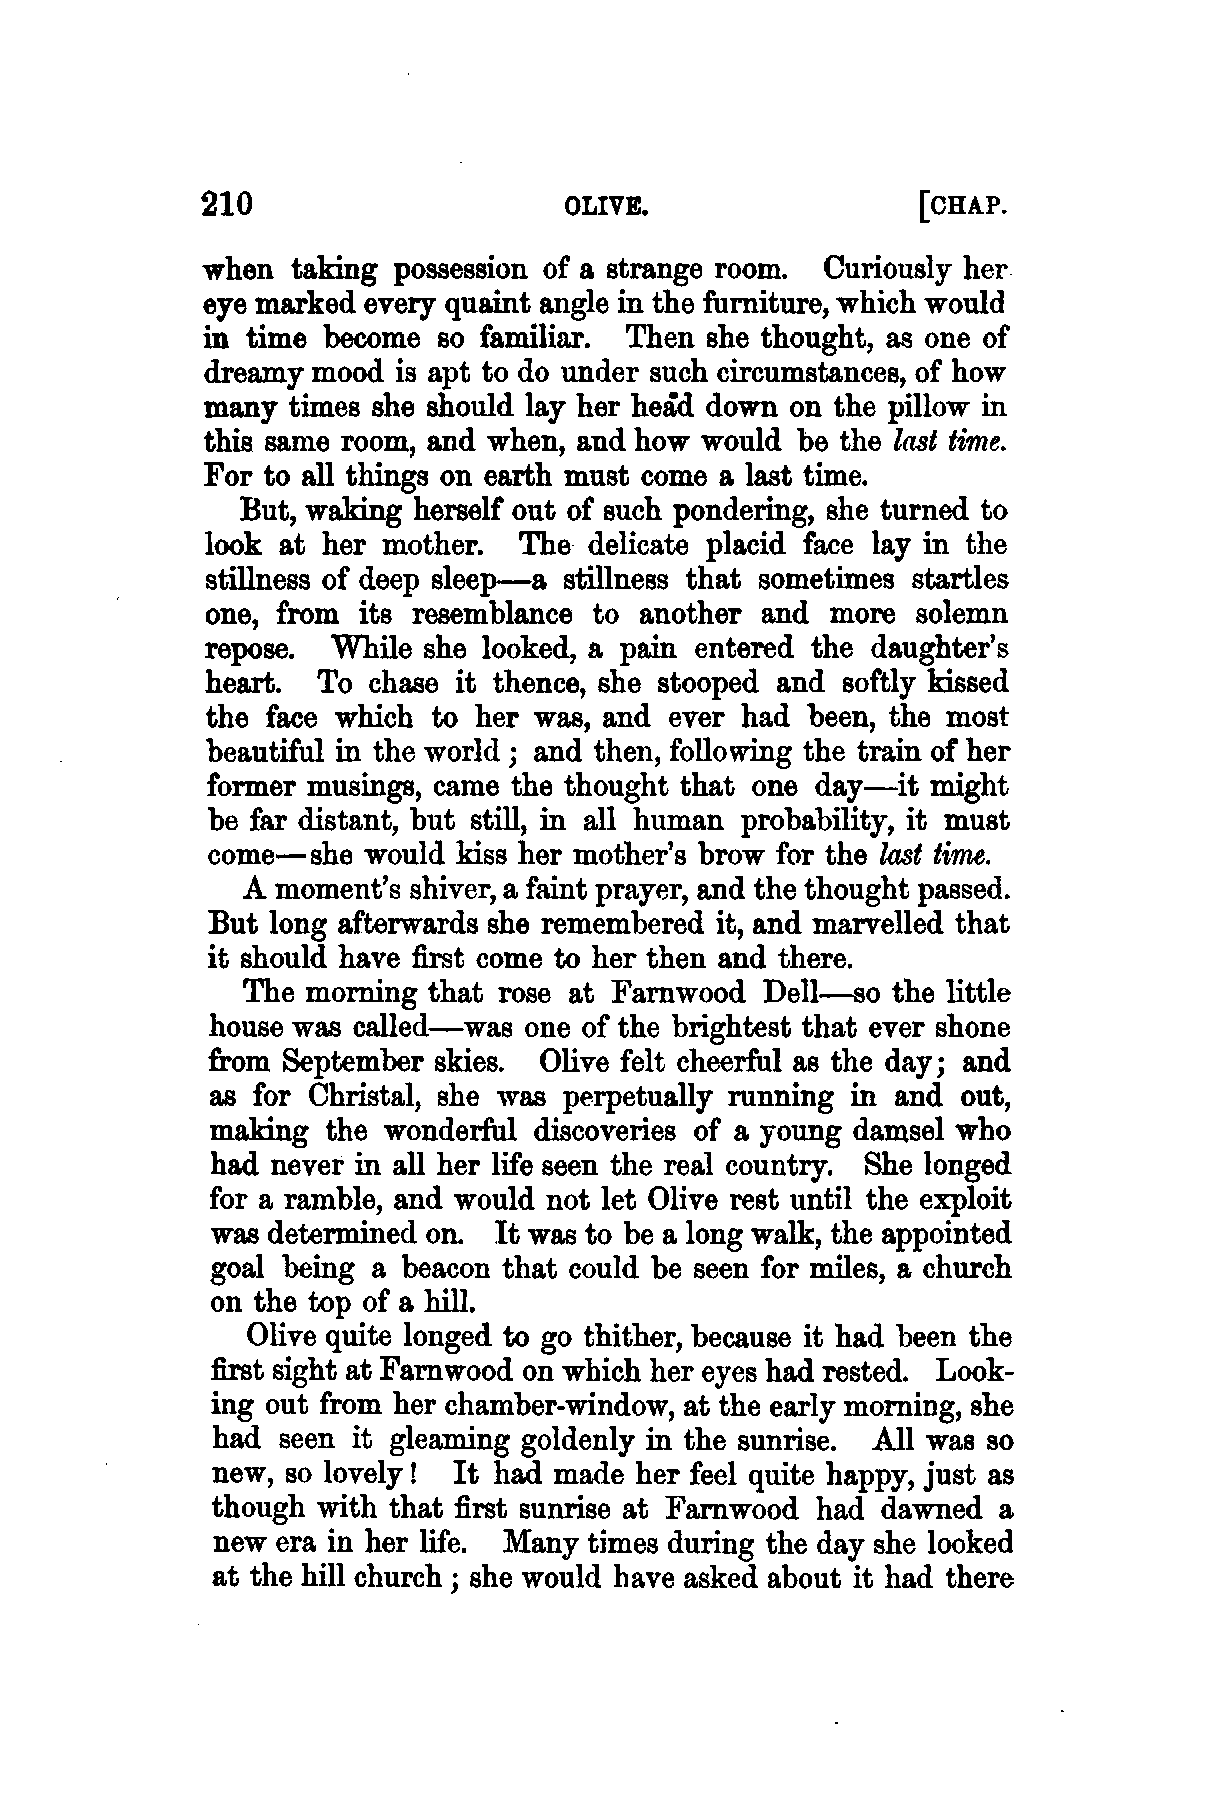 210 OLIVE. [CHAP.
when taking possession of a strange room. Curiously her
eye marked every quaint angle in the furniture, which would
in time become so familiar. Then she thought, as one of
dreamy mood is apt to do under such circumstances, of how
many times she should lay her head down on the pillow in
this same room, and when, and how would be the last time.
For to all things on earth must come a last time.
But, waking herself out of such pondering, she turned to
look at her mother. The delicate placid face lay in the
stillness of deep sleep—a stillness that sometimes startles
one, from its resemblance to another and more solemn
repose. While she looked, a pain entered the daughter's
heart. To chase it thence, she stooped and softly kissed
the face which to her was, and ever had been, the most
beautiful in the world; and then, following the train of her
former musings, came the thought that one day—it might
be far distant, but still, in all human probability, it must
come—she would kiss her mother's brow for the last time.
A moment's shiver, a faint prayer, and the thought passed.
But long afterwards she remembered it, and marvelled that
it should have first come to her then and there.
The morning that rose at Farnwood Dell—so the little
house was called—was one of the brightest that ever shone
from September skies. Olive felt cheerful as the day; and
as for Christal, she was perpetually running in and out,
making the wonderful discoveries of a young damsel who
had never in all her life seen the real country. She longed
for a ramble, and would not let Olive rest until the exploit
was determined on. It was to be a long walk, the appointed
goal being a beacon that could be seen for miles, a church
on the top of a hill.
Olive quite longed to go thither, because it had been the
first sight at Farnwood on which her eyes had rested. Look-
ing out from her chamber-window, at the early morning, she
had seen it gleaming goldenly in the sunrise. All was so
new, so lovely! It had made her feel quite happy, just as
though with that first sunrise at Farnwood had dawned a
new era in her life. Many times during the day she looked
at the hill church; she would have asked about it had there